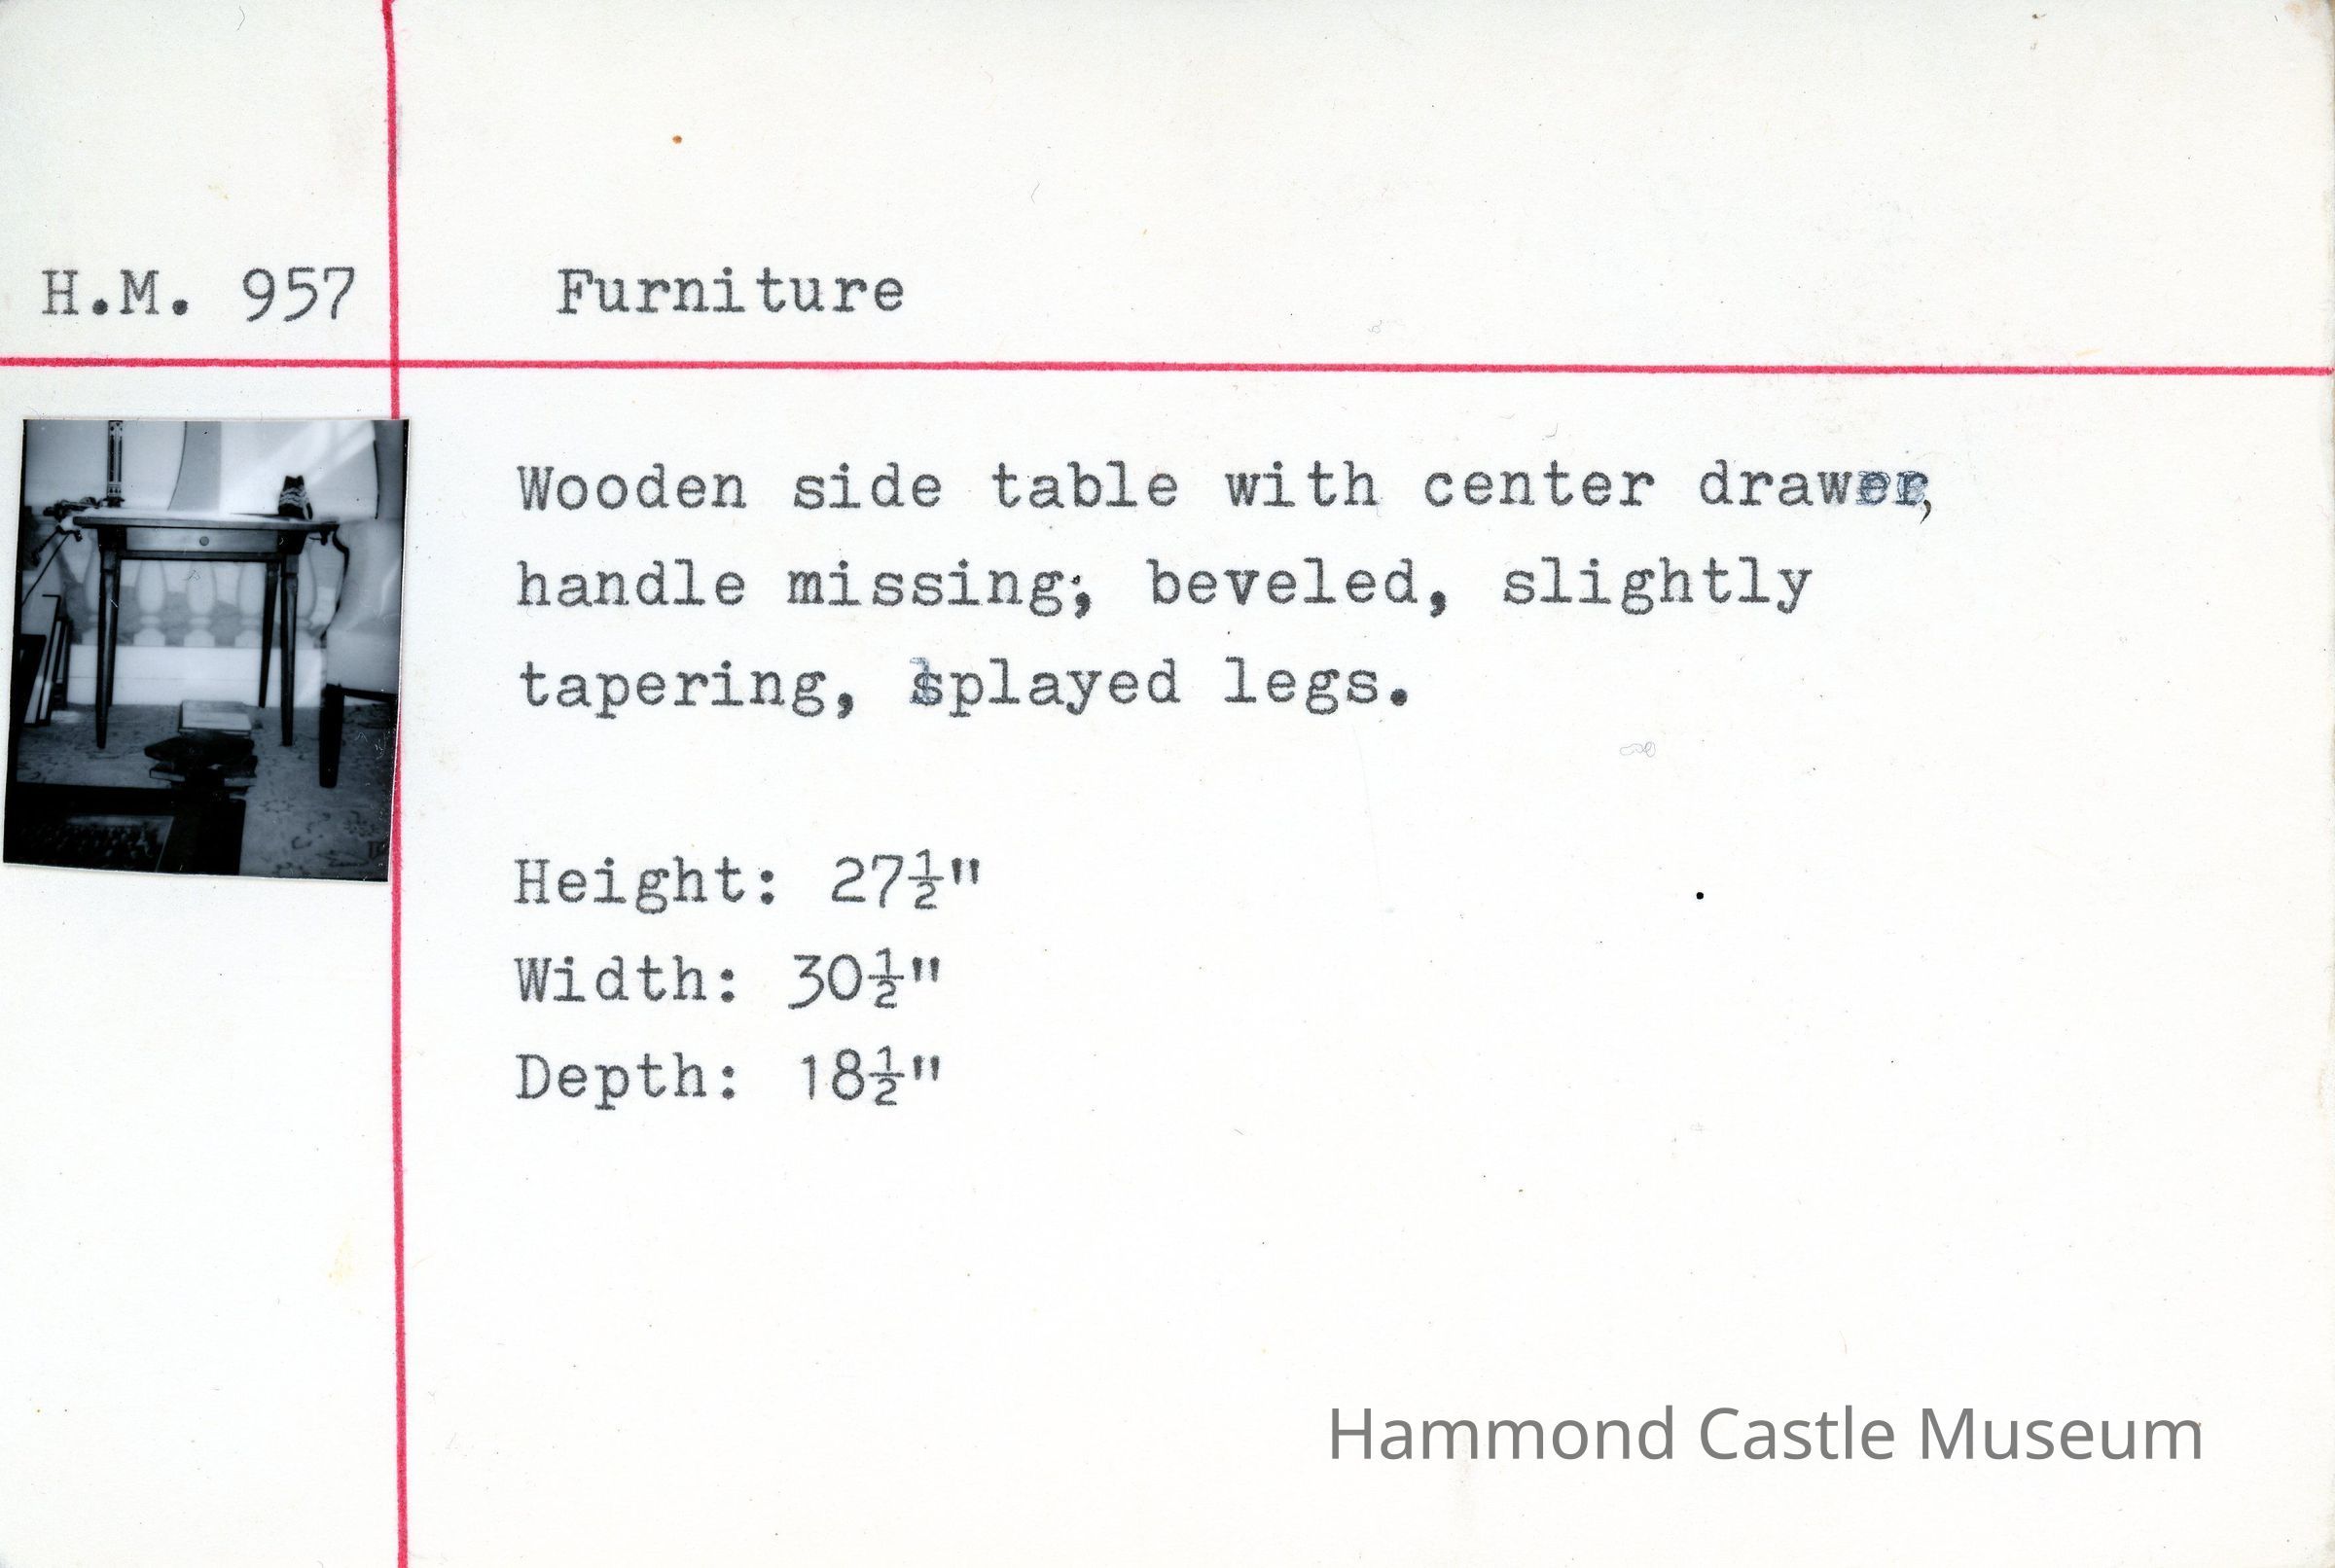 H.M. 957 Furniture
Wooden side table with center drawer,
handle missing; beveled, slightly
tapering, splayed legs.
Height: 27½"
Width: 30½"
Depth: 18½"
Hammond Castle Museum